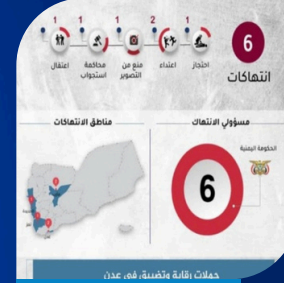 1 1 1 2 1
6
احتجاز اعتداء منع من التصوير محاكمة استجواب اعتقال
انتهاكات
مسؤولي الانتهاك
مناطق الانتهاكات
الحكومة اليمنية
6
حملات رقابة وتضييق في عدن